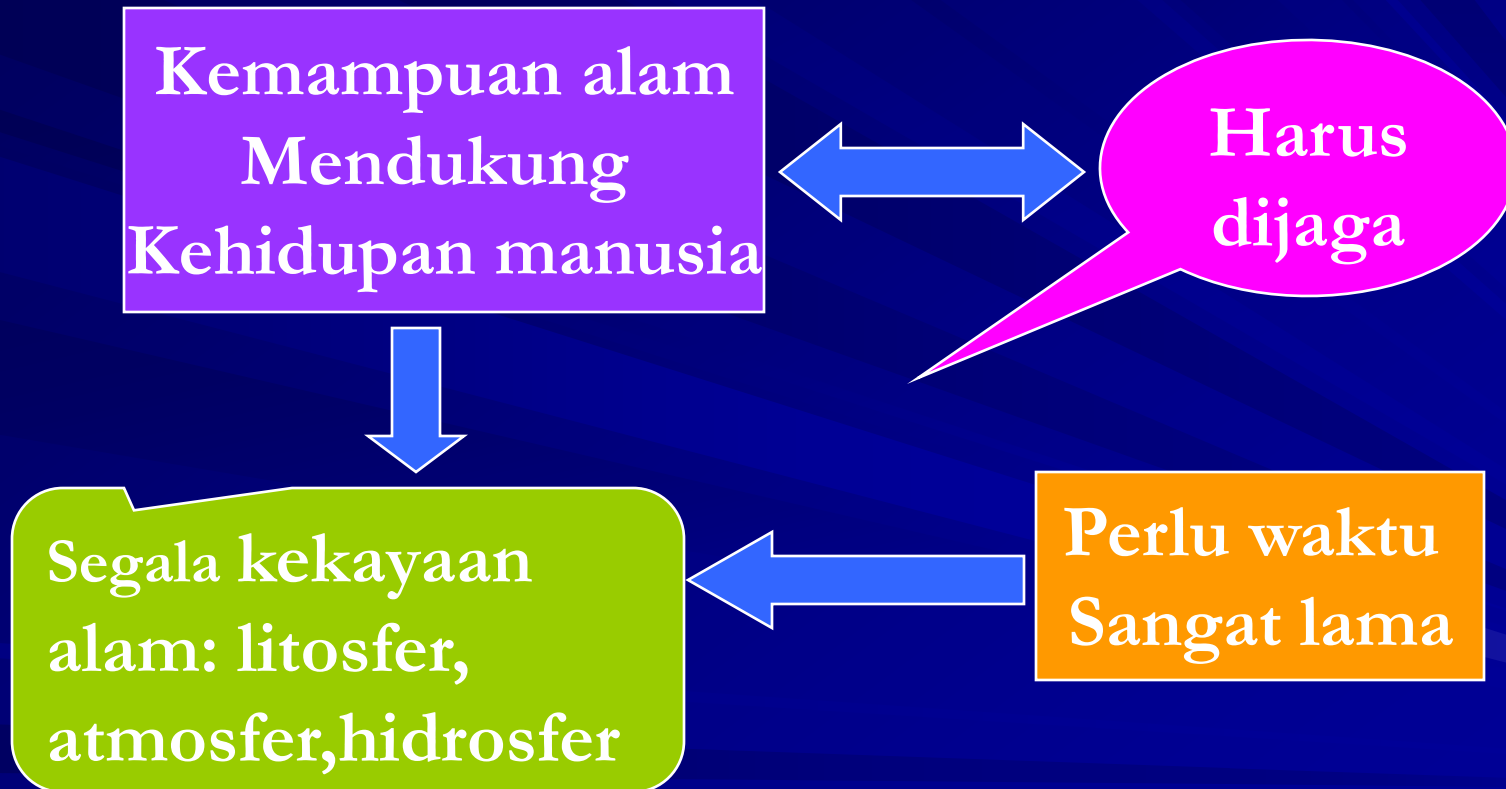 Kemampuan alam
Mendukung
Kehidupan manusia
Harus
dijaga
Segala kekayaan
alam: litosfer,
atmosfer,hidrosfer
Perlu waktu
Sangat lama